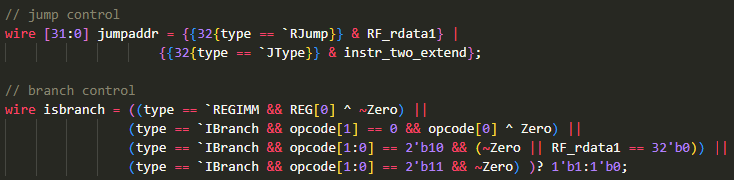 // jump control
wire [31:0] jumpaddr = {{32{type == `RJump}} & RF_rdata1} |
{{32{type == `JType}} & instr_two_extend};
// branch control
wire isbranch = ((type == `REGIMM && REG[0] ^ ~Zero) ||
(type == `IBranch && opcode[1] == 0 && opcode[0] ^ Zero) ||
(type == `IBranch && opcode[1:0] == 2'b10 && (~Zero || RF_rdata1 == 32'b0)) ||
(type == `IBranch && opcode[1:0] == 2'b11 && ~Zero) )? 1'b1:1'b0;